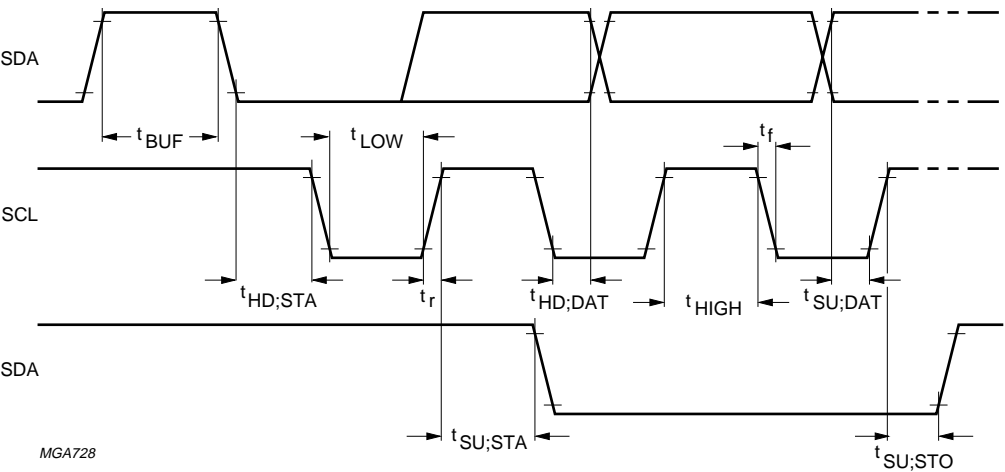 SDA
t BUF
t LOW
t f
SCL
t HD;STA
t r
t HD;DAT
t HIGH
t SU;DAT
SDA
t SU;STA
t SU;STO
MGA728